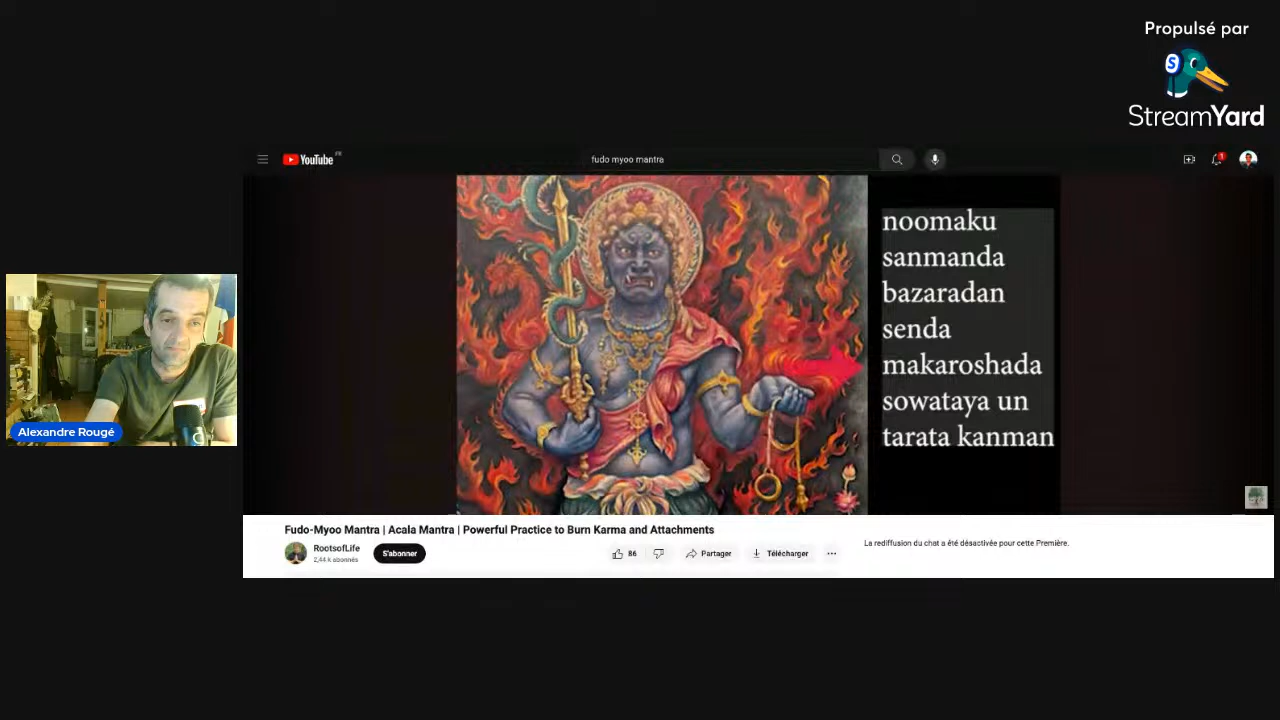 Propulsé par
StreamYard
YouTube FR
fudo myoo mantra
1
noomaku
sanmanda
bazaradan
senda
makaroshada
sowataya un
tarata kanman
Alexandre Rougé
Fudo-Myoo Mantra | Acala Mantra | Powerful Practice to Burn Karma and Attachments
RootsofLife
2,44 k abonnés
S'abonner
86
Partager
Télécharger
La rediffusion du chat a été désactivée pour cette Première.